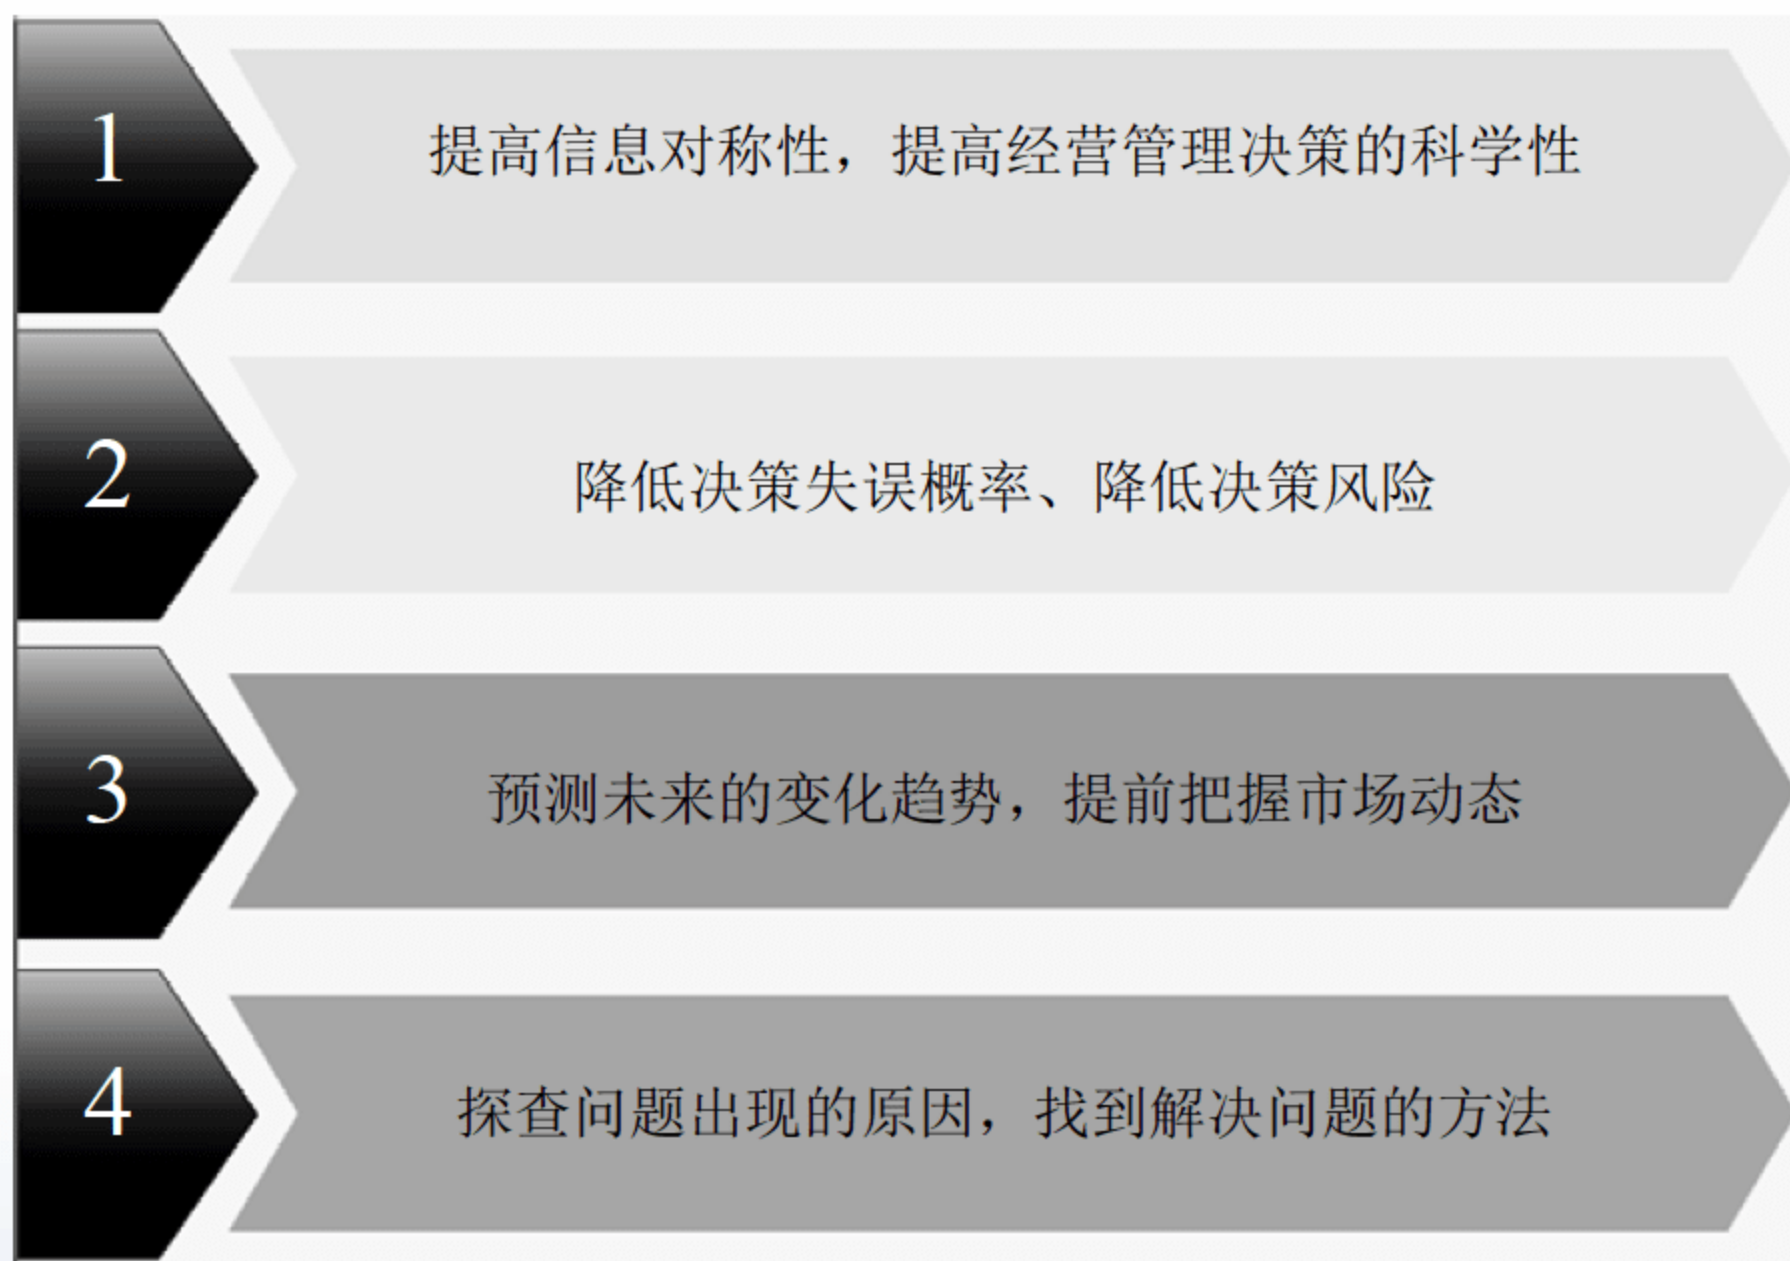 1
提高信息对称性，提高经营管理决策的科学性
2
降低决策失误概率、降低决策风险
3
预测未来的变化趋势，提前把握市场动态
4
探查问题出现的原因，找到解决问题的方法